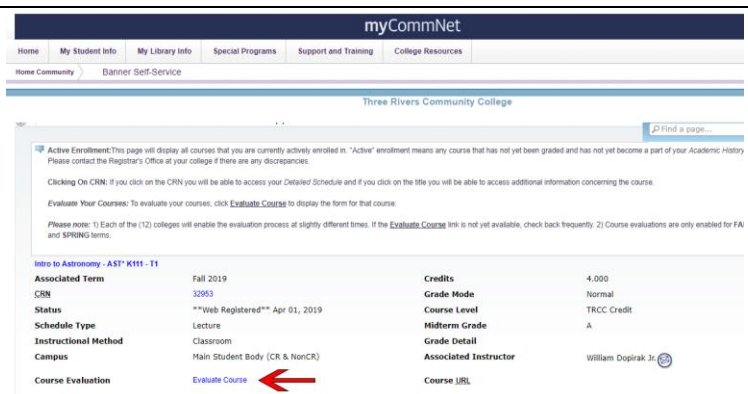 myCommNet
Home My Student Info My Library Info Special Programs Support and Training College Resources
Home Community Banner Self-Service
Three Rivers Community College
Find a page...
Active Enrollment:This page will display all courses that you are currently actively enrolled in. "Active" enrollment means any course that has not yet been graded and has not yet become a part of your Academic History
Please contact the Registrar's Office at your college if there are any discrepancies.
Clicking On CRN: If you click on the CRN you will be able to access your Detailed Schedule and if you click on the title you will be able to access additional information concerning the course.
Evaluate Your Courses: To evaluate your courses, click Evaluate Course to display the form for that course.
Please note: 1) Each of the (12) colleges will enable the evaluation process at slightly different times. If the Evaluate Course link is not yet available, check back frequently. 2) Course evaluations are only enabled for FA
and SPRING terms.
Intro to Astronomy - AST* K111 - T1
Associated Term Fall 2019 Credits 4.000
CRN 32953 Grade Mode Normal
Status **Web Registered** Apr 01, 2019 Course Level TRCC Credit
Schedule Type Lecture Midterm Grade A
Instructional Method Classroom Grade Detail
Campus Main Student Body (CR & NonCR) Associated Instructor William Dopirak Jr.
Course Evaluation Evaluate Course Course URL